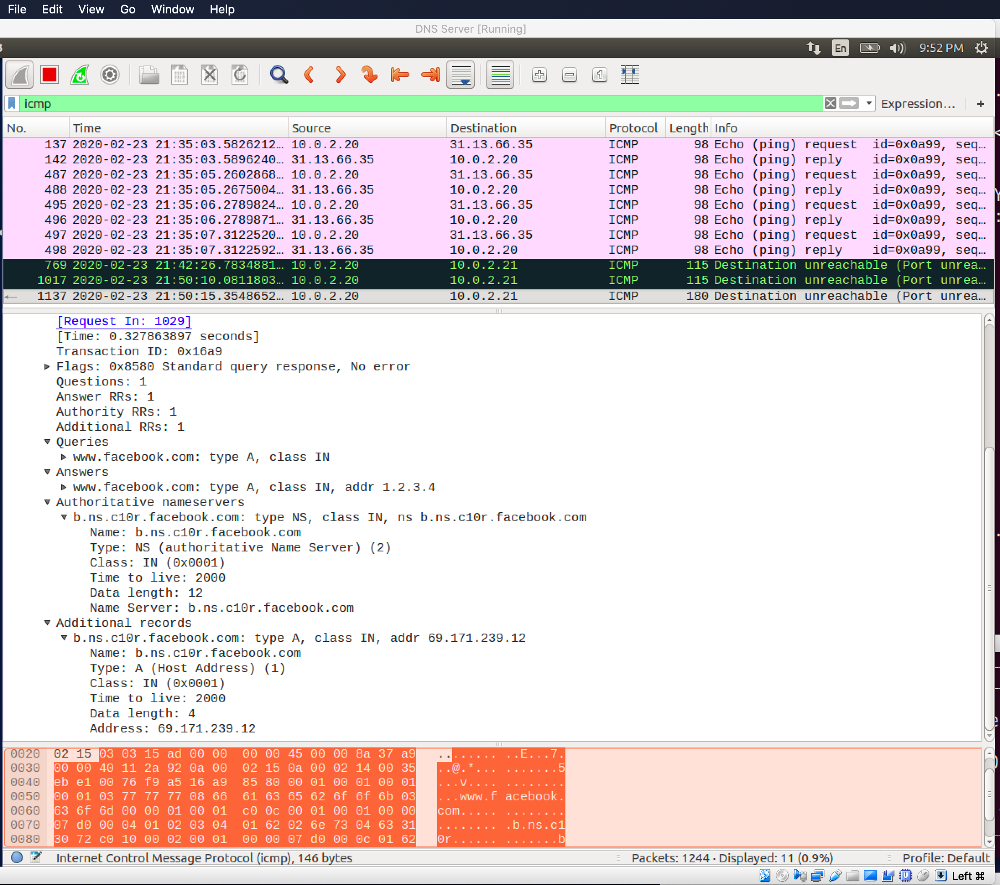 File Edit View Go Window Help
DNS Server [Running]
En 9:52 PM
icmp Expression… +
No. Time Source Destination Protocol Length Info
137 2020-02-23 21:35:03.5826212… 10.0.2.20 31.13.66.35 ICMP 98 Echo (ping) request id=0x0a99, seq…
142 2020-02-23 21:35:03.5896240… 31.13.66.35 10.0.2.20 ICMP 98 Echo (ping) reply id=0x0a99, seq…
487 2020-02-23 21:35:05.2602868… 10.0.2.20 31.13.66.35 ICMP 98 Echo (ping) request id=0x0a99, seq…
488 2020-02-23 21:35:05.2675004… 31.13.66.35 10.0.2.20 ICMP 98 Echo (ping) reply id=0x0a99, seq…
495 2020-02-23 21:35:06.2789824… 10.0.2.20 31.13.66.35 ICMP 98 Echo (ping) request id=0x0a99, seq…
496 2020-02-23 21:35:06.2789871… 31.13.66.35 10.0.2.20 ICMP 98 Echo (ping) reply id=0x0a99, seq…
497 2020-02-23 21:35:07.3122520… 10.0.2.20 31.13.66.35 ICMP 98 Echo (ping) request id=0x0a99, seq…
498 2020-02-23 21:35:07.3122592… 31.13.66.35 10.0.2.20 ICMP 98 Echo (ping) reply id=0x0a99, seq…
769 2020-02-23 21:42:26.7834881… 10.0.2.20 10.0.2.21 ICMP 115 Destination unreachable (Port unrea…
1017 2020-02-23 21:50:10.0811803… 10.0.2.20 10.0.2.21 ICMP 115 Destination unreachable (Port unrea…
1137 2020-02-23 21:50:15.3548652… 10.0.2.20 10.0.2.21 ICMP 180 Destination unreachable (Port unrea…
[Request In: 1029]
[Time: 0.327863897 seconds]
Transaction ID: 0x16a9
Flags: 0x8580 Standard query response, No error
Questions: 1
Answer RRs: 1
Authority RRs: 1
Additional RRs: 1
Queries
www.facebook.com: type A, class IN
Answers
www.facebook.com: type A, class IN, addr 1.2.3.4
Authoritative nameservers
b.ns.c10r.facebook.com: type NS, class IN, ns b.ns.c10r.facebook.com
Name: b.ns.c10r.facebook.com
Type: NS (authoritative Name Server) (2)
Class: IN (0x0001)
Time to live: 2000
Data length: 12
Name Server: b.ns.c10r.facebook.com
Additional records
b.ns.c10r.facebook.com: type A, class IN, addr 69.171.239.12
Name: b.ns.c10r.facebook.com
Type: A (Host Address) (1)
Class: IN (0x0001)
Time to live: 2000
Data length: 4
Address: 69.171.239.12
0020 02 15 03 03 15 ad 00 00 00 00 45 00 00 8a 37 a9 ........ ..E...7.
0030 00 00 40 11 2a 92 0a 00 02 15 0a 00 02 14 00 35 ..@.*... .......5
0040 eb e1 00 76 f9 a5 16 a9 85 80 00 01 00 01 00 01 ...v.... ........
0050 00 01 03 77 77 77 08 66 61 63 65 62 6f 6f 6b 03 ...www.f acebook.
0060 63 6f 6d 00 00 01 00 01 c0 0c 00 01 00 01 00 00 com..... ........
0070 07 d0 00 04 01 02 03 04 01 62 02 6e 73 04 63 31 ........ .b.ns.c1
0080 30 72 c0 10 00 02 00 01 00 00 07 d0 00 0c 01 62 0r...... .......b
Internet Control Message Protocol (icmp), 146 bytes Packets: 1244 · Displayed: 11 (0.9%) Profile: Default
Left ⌘